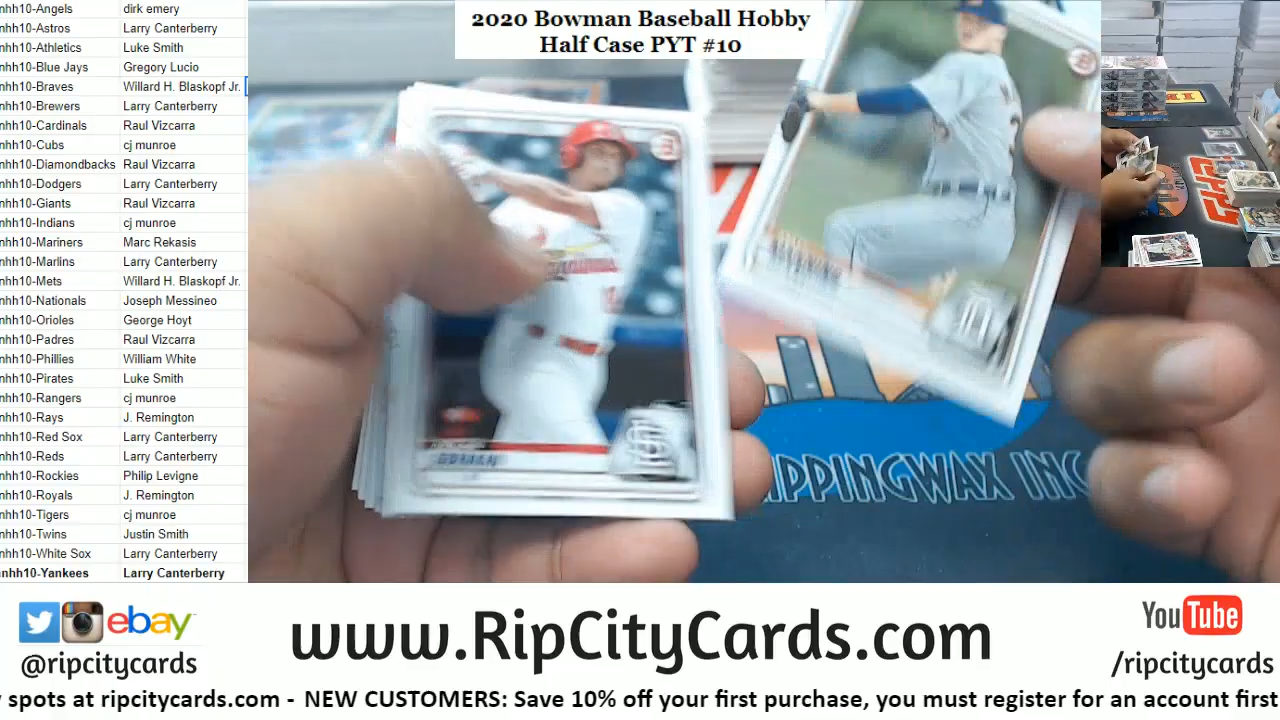 nhh10-Angels dirk emery
nhh10-Astros Larry Canterberry
nhh10-Athletics Luke Smith
nhh10-Blue Jays Gregory Lucio
nhh10-Braves Willard H. Blaskopf Jr.
nhh10-Brewers Larry Canterberry
nhh10-Cardinals Raul Vizcarra
nhh10-Cubs cj munroe
nhh10-Diamondbacks Raul Vizcarra
nhh10-Dodgers Larry Canterberry
nhh10-Giants Raul Vizcarra
nhh10-Indians cj munroe
nhh10-Mariners Marc Rekasis
nhh10-Marlins Larry Canterberry
nhh10-Mets Willard H. Blaskopf Jr.
nhh10-Nationals Joseph Messineo
nhh10-Orioles George Hoyt
nhh10-Padres Raul Vizcarra
nhh10-Phillies William White
nhh10-Pirates Luke Smith
nhh10-Rangers cj munroe
nhh10-Rays J. Remington
nhh10-Red Sox Larry Canterberry
nhh10-Reds Larry Canterberry
nhh10-Rockies Philip Levigne
nhh10-Royals J. Remington
nhh10-Tigers cj munroe
nhh10-Twins Justin Smith
nhh10-White Sox Larry Canterberry
nhh10-Yankees Larry Canterberry
2020 Bowman Baseball Hobby
Half Case PYT #10
GORMAN
RIPPINGWAX INC
ebay
@ripcitycards
www.RipCityCards.com
YouTube
/ripcitycards
spots at ripcitycards.com - NEW CUSTOMERS: Save 10% off your first purchase, you must register for an account first